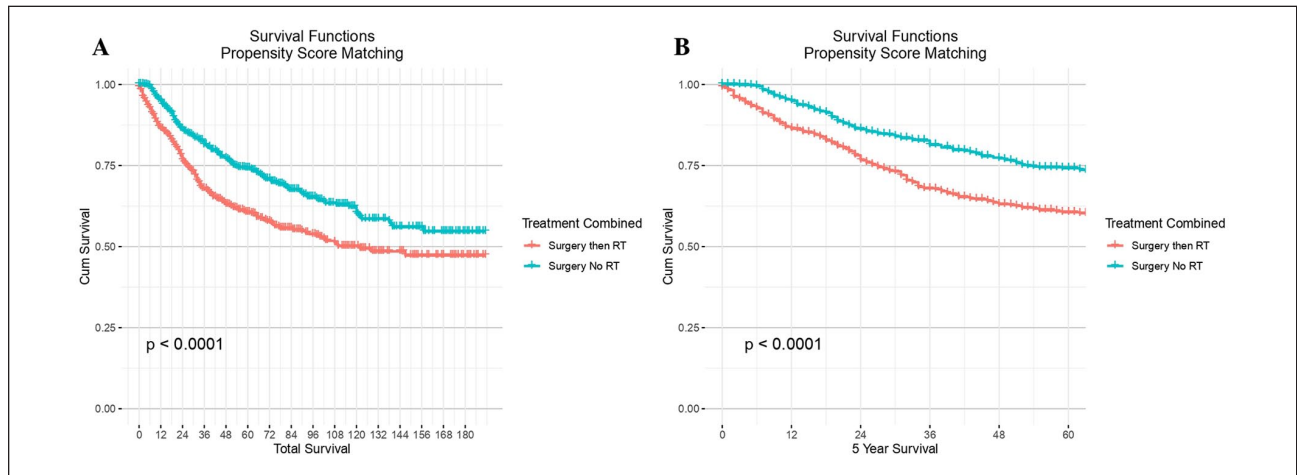 A
Survival Functions
Propensity Score Matching
1.00
0.75
0.50
0.25
0.00
Cum Survival
p < 0.0001
0 12 24 36 48 60 72 84 96 108 120 132 144 156 168 180
Total Survival
Treatment Combined
Surgery then RT
Surgery No RT
B
Survival Functions
Propensity Score Matching
1.00
0.75
0.50
0.25
0.00
Cum Survival
p < 0.0001
0 12 24 36 48 60
5 Year Survival
Treatment Combined
Surgery then RT
Surgery No RT